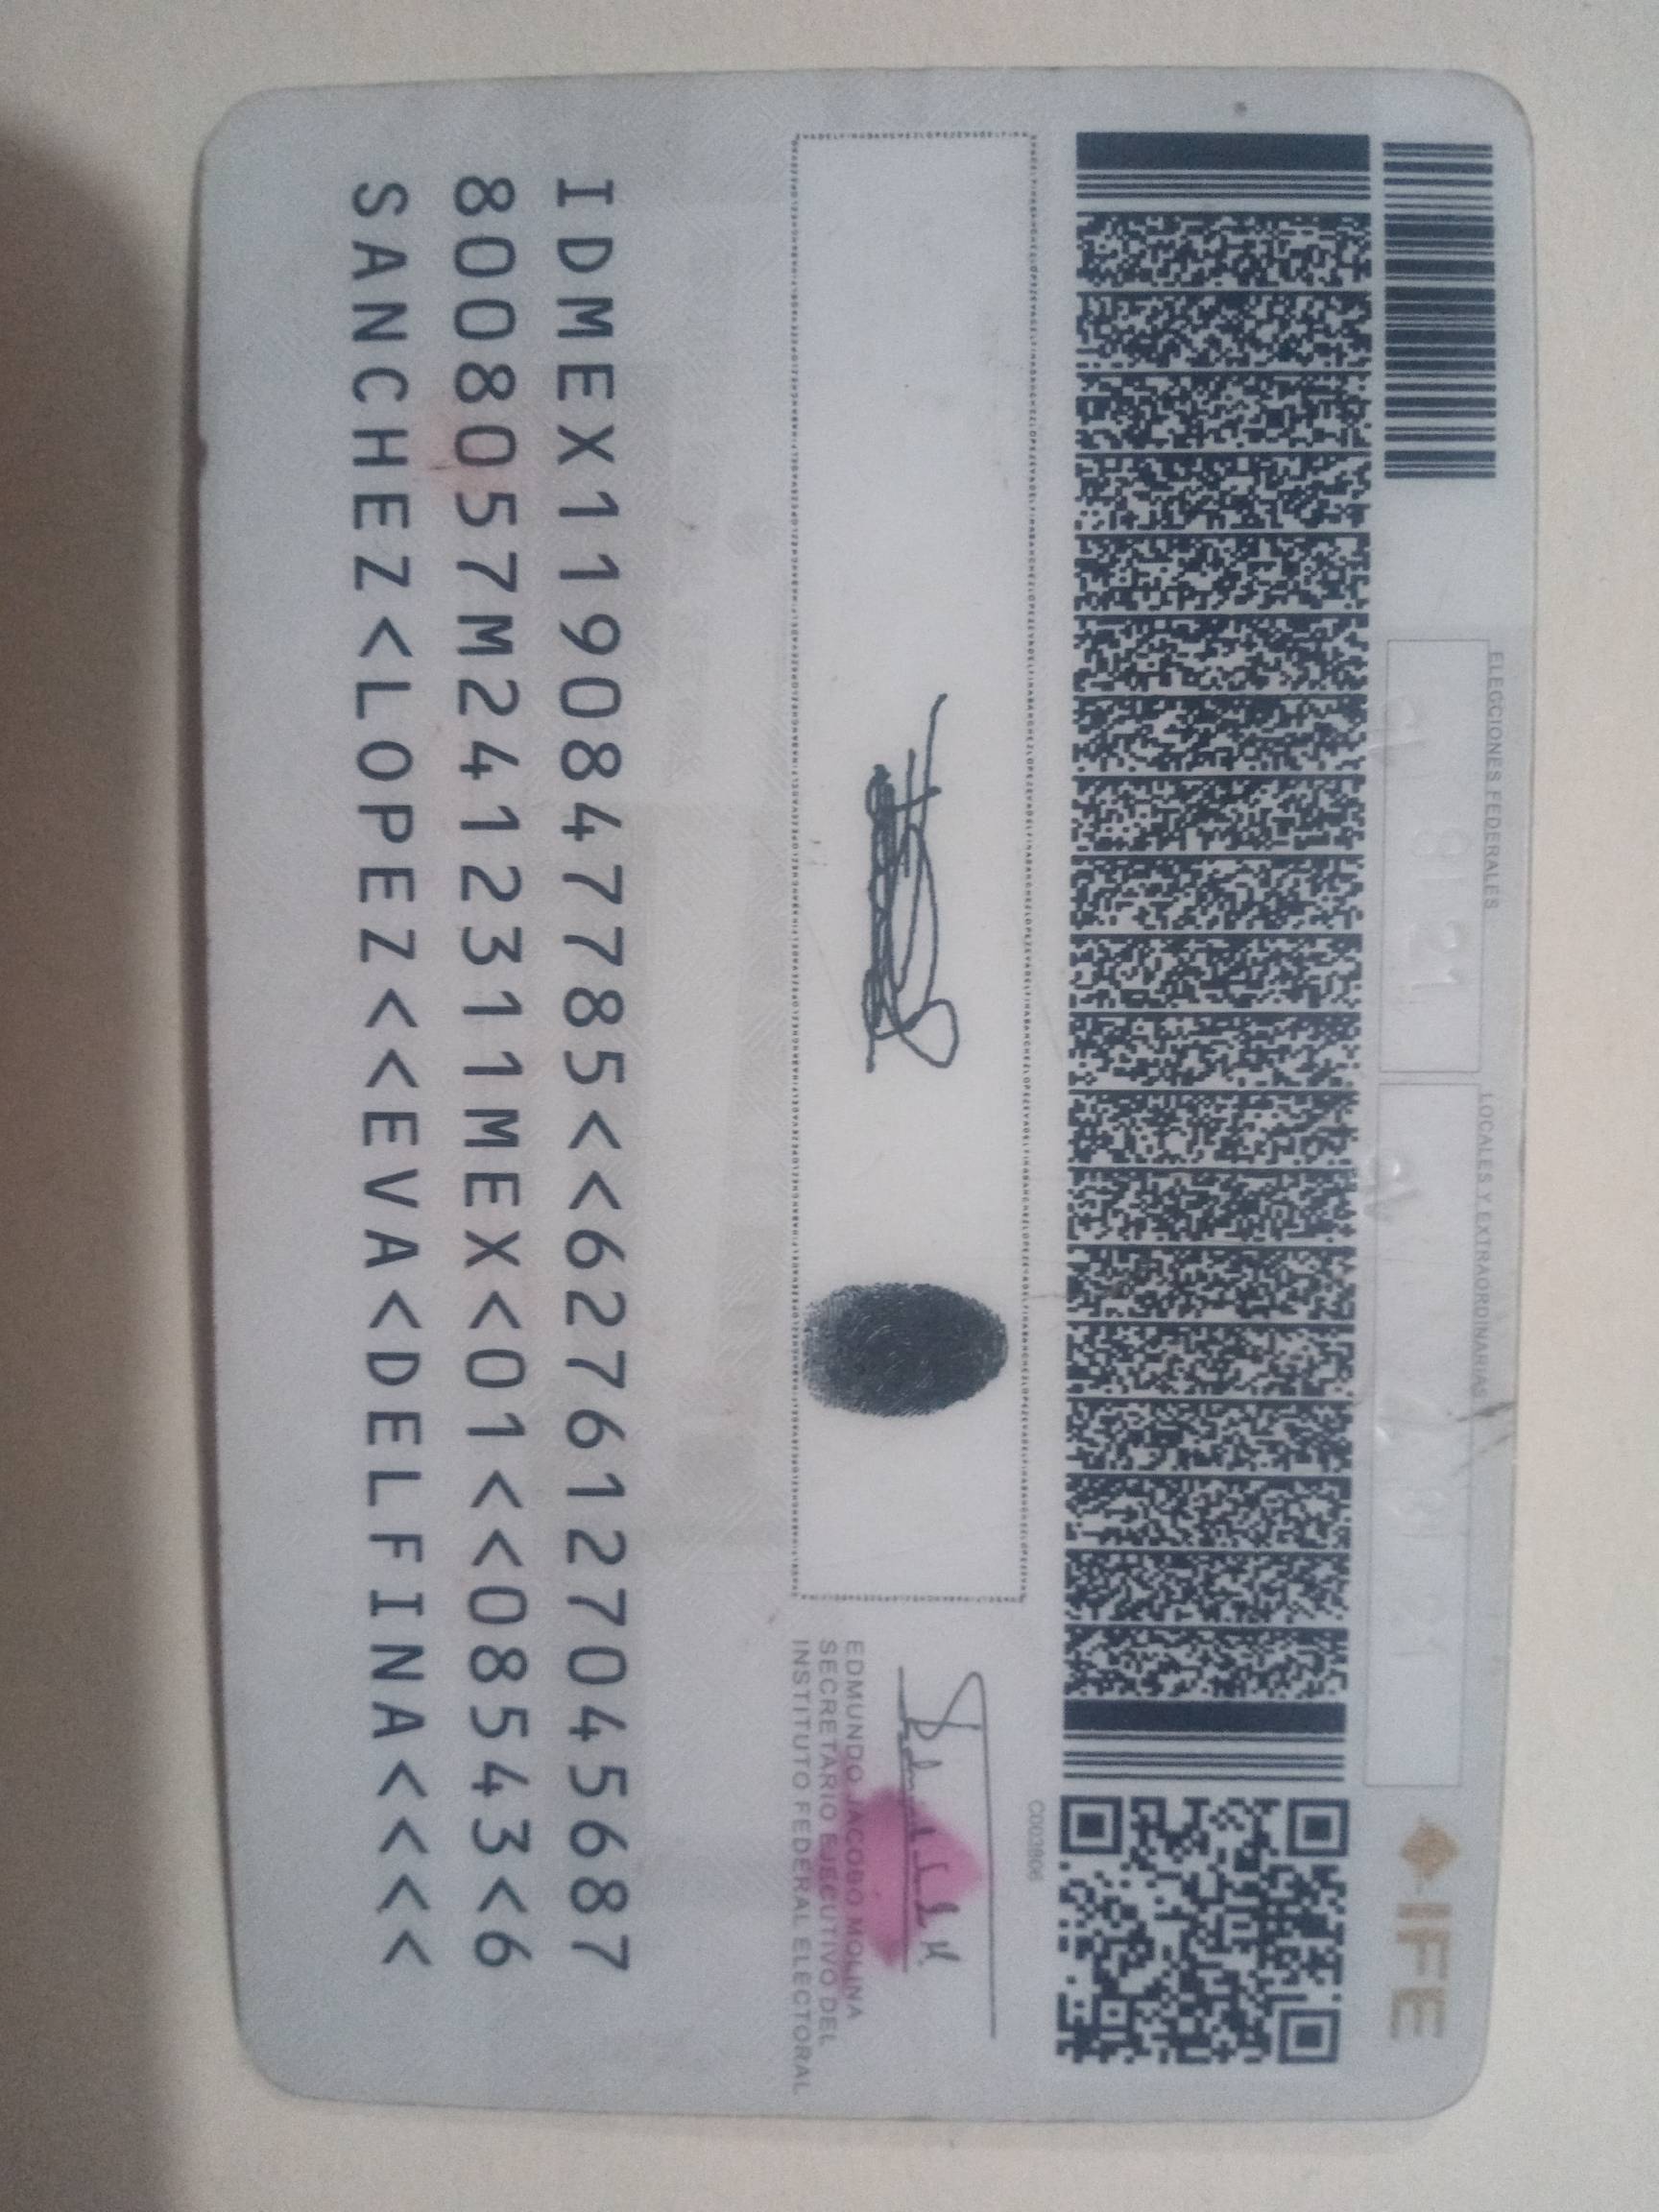 ELECCIONES FEDERALES
LOCALES Y EXTRAORDINARIAS
IFE
21
EDMUNDO JACOBO MOLINA
SECRETARIO EJECUTIVO DEL
INSTITUTO FEDERAL ELECTORAL
IDMEX1190847785<<6276127045687
8008057M2412311MEX<01<<08543<6
SANCHEZ<LOPEZ<<EVA<DELFINA<<<<